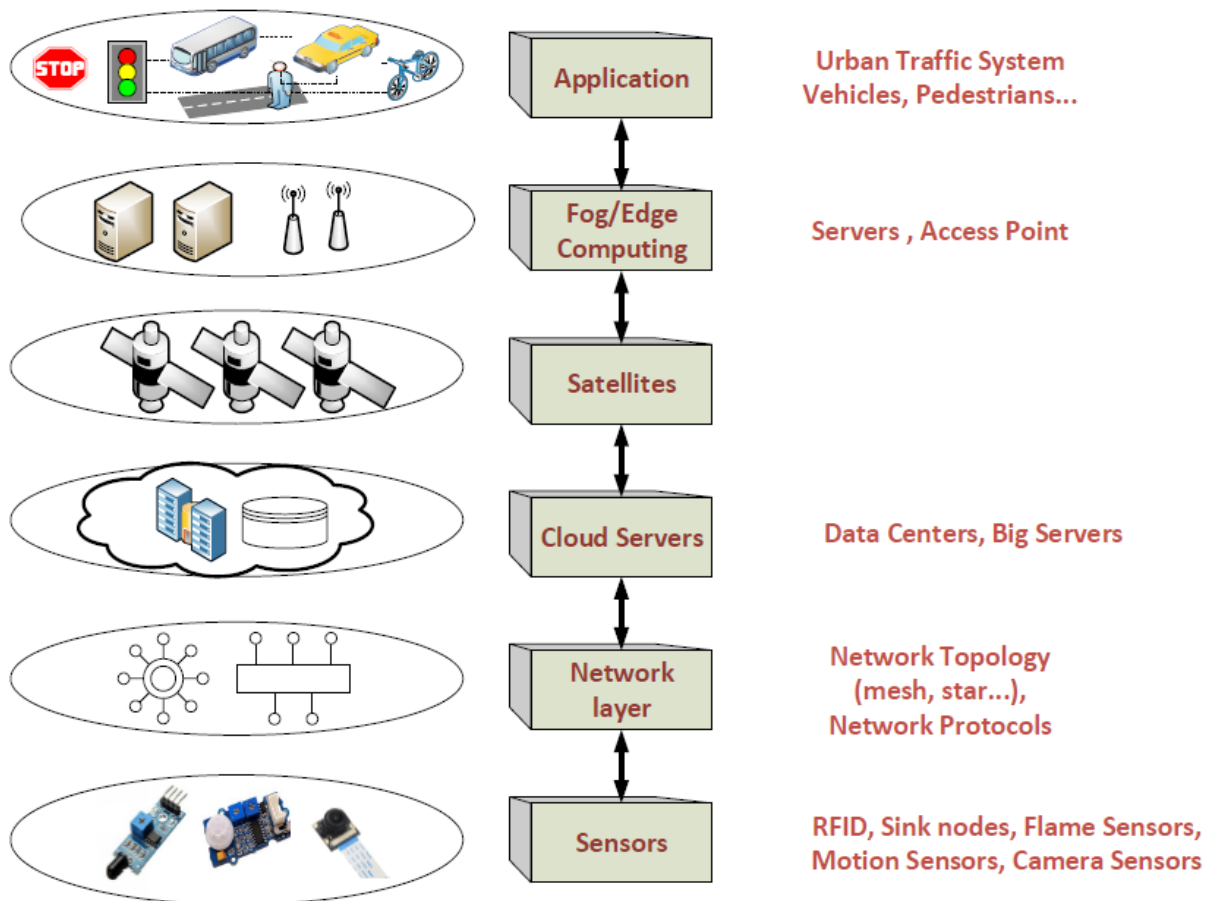 STOP
Application
Urban Traffic System
Vehicles, Pedestrians...
Fog/Edge
Computing
Servers , Access Point
Satellites
Cloud Servers
Data Centers, Big Servers
Network
layer
Network Topology
(mesh, star...),
Network Protocols
Sensors
RFID, Sink nodes, Flame Sensors,
Motion Sensors, Camera Sensors